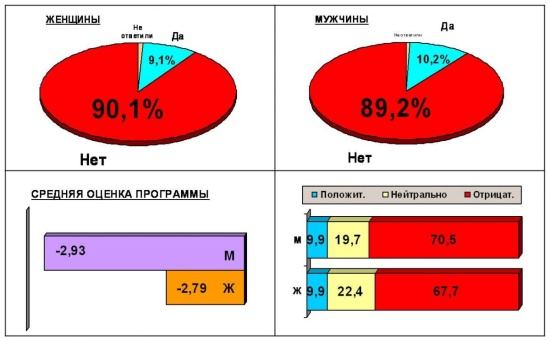 ЖЕНЩИНЫ
Не
ответили
Да
9,1%
90,1%
Нет
МУЖЧИНЫ
Не ответили
Да
10,2%
89,2%
Нет
СРЕДНЯЯ ОЦЕНКА ПРОГРАММЫ
-2,93
М
-2,79
Ж
Положит.
Нейтрально
Отрицат.
М
9,9
19,7
70,5
Ж
9,9
22,4
67,7